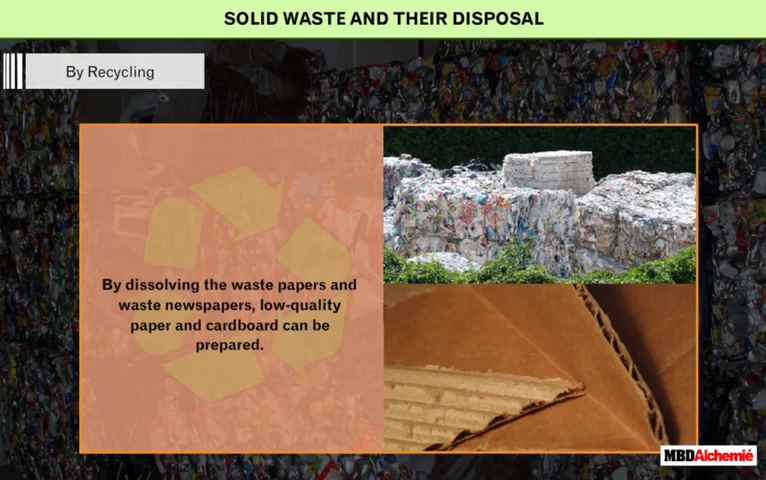 SOLID WASTE AND THEIR DISPOSAL
By Recycling
By dissolving the waste papers and
waste newspapers, low-quality
paper and cardboard can be
prepared.
MBDAlchemié